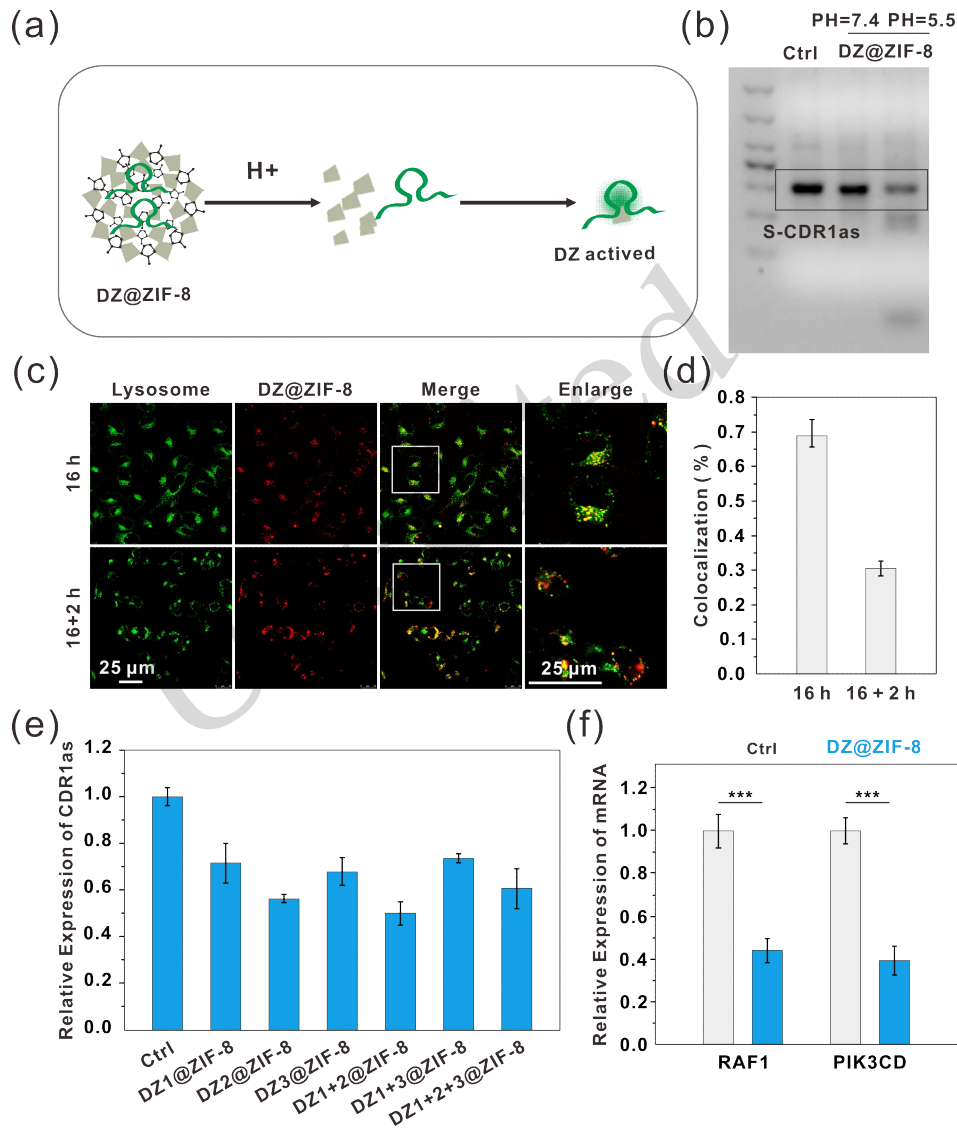 (a)
H+
DZ@ZIF-8
DZ actived
(b)
PH=7.4 PH=5.5
Ctrl DZ@ZIF-8
S-CDR1as
(c)
Lysosome DZ@ZIF-8 Merge Enlarge
16 h
16+2 h
25 μm
25 μm
(d)
Colocalization ( % )
0.8
0.7
0.6
0.5
0.4
0.3
0.2
0.1
0.0
16 h 16 + 2 h
(e)
Relative Expression of CDR1as
1.2
1.0
0.8
0.6
0.4
0.2
0.0
Ctrl
DZ1@ZIF-8
DZ2@ZIF-8
DZ3@ZIF-8
DZ1+2@ZIF-8
DZ1+3@ZIF-8
DZ1+2+3@ZIF-8
(f)
Ctrl DZ@ZIF-8
Relative Expression of mRNA
1.2
1.0
0.8
0.6
0.4
0.2
0.0
*** ***
RAF1 PIK3CD